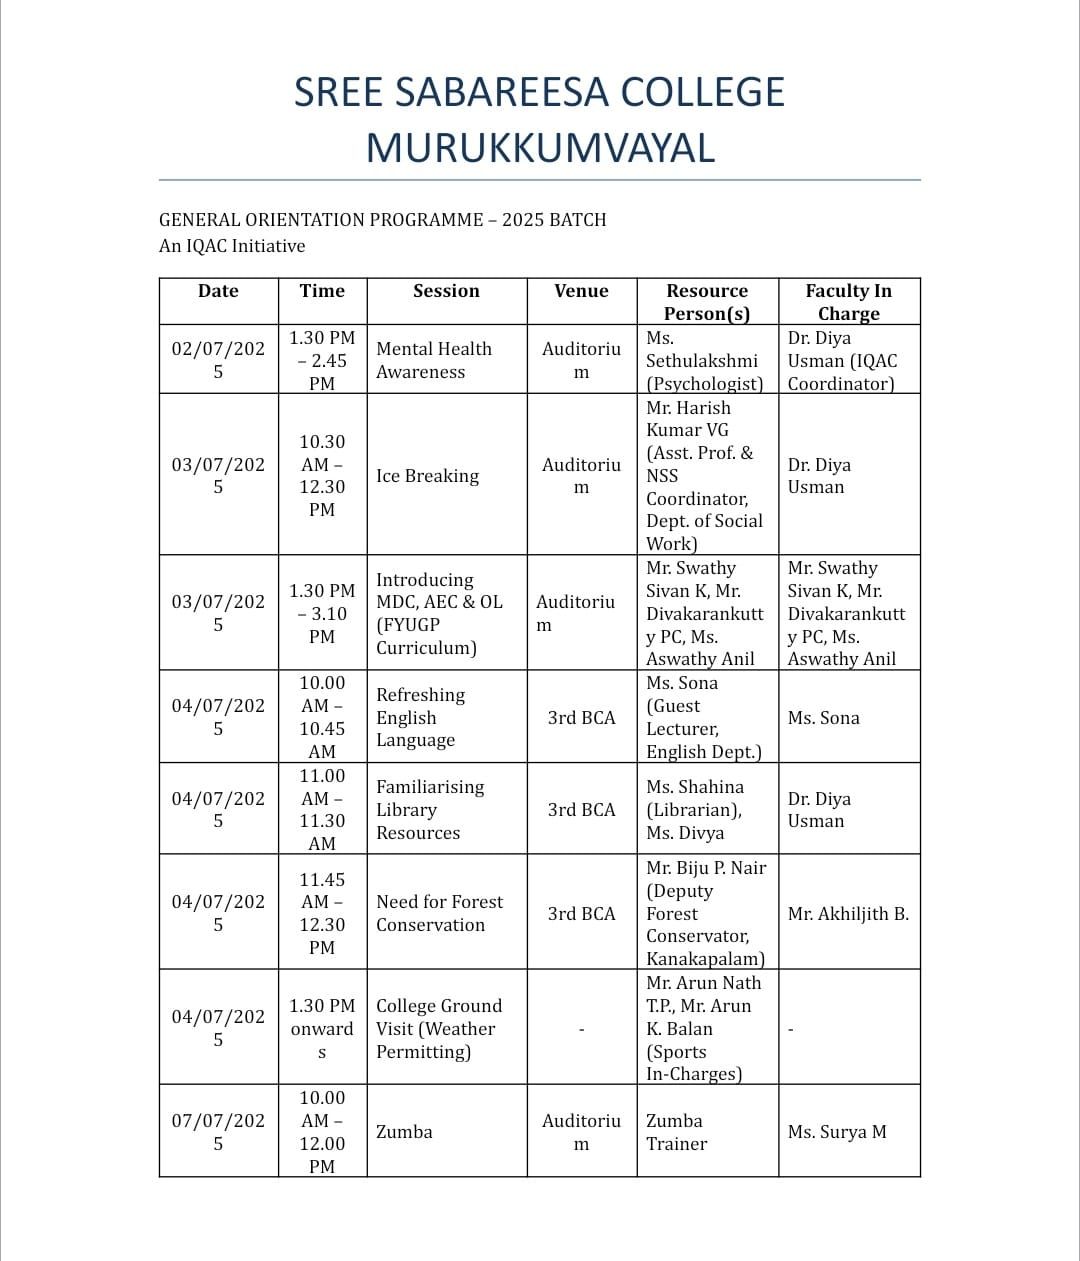 SREE SABAREESA COLLEGE
MURUKKUMVAYAL
GENERAL ORIENTATION PROGRAMME – 2025 BATCH
An IQAC Initiative
Date
Time
Session
Venue
Resource
Person(s)
Faculty In
Charge
02/07/202
5
1.30 PM
– 2.45
PM
Mental Health
Awareness
Auditoriu
m
Ms.
Sethulakshmi
(Psychologist)
Dr. Diya
Usman (IQAC
Coordinator)
03/07/202
5
10.30
AM –
12.30
PM
Ice Breaking
Auditoriu
m
Mr. Harish
Kumar VG
(Asst. Prof. &
NSS
Coordinator,
Dept. of Social
Work)
Dr. Diya
Usman
03/07/202
5
1.30 PM
– 3.10
PM
Introducing
MDC, AEC & OL
(FYUGP
Curriculum)
Auditoriu
m
Mr. Swathy
Sivan K, Mr.
Divakarankutt
y PC, Ms.
Aswathy Anil
Mr. Swathy
Sivan K, Mr.
Divakarankutt
y PC, Ms.
Aswathy Anil
04/07/202
5
10.00
AM –
10.45
AM
Refreshing
English
Language
3rd BCA
Ms. Sona
(Guest
Lecturer,
English Dept.)
Ms. Sona
04/07/202
5
11.00
AM –
11.30
AM
Familiarising
Library
Resources
3rd BCA
Ms. Shahina
(Librarian),
Ms. Divya
Dr. Diya
Usman
04/07/202
5
11.45
AM –
12.30
PM
Need for Forest
Conservation
3rd BCA
Mr. Biju P. Nair
(Deputy
Forest
Conservator,
Kanakapalam)
Mr. Akhiljith B.
04/07/202
5
1.30 PM
onward
s
College Ground
Visit (Weather
Permitting)
-
Mr. Arun Nath
T.P., Mr. Arun
K. Balan
(Sports
In-Charges)
-
07/07/202
5
10.00
AM –
12.00
PM
Zumba
Auditoriu
m
Zumba
Trainer
Ms. Surya M